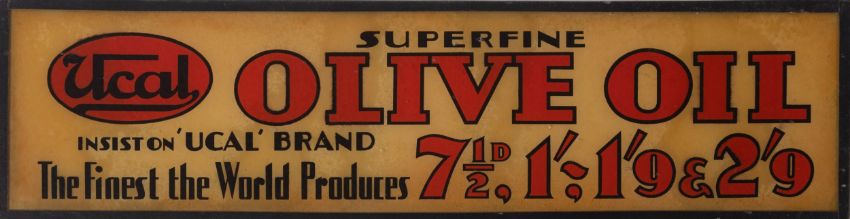 Ucal
SUPERFINE
OLIVE OIL
INSIST ON 'UCAL' BRAND
The Finest the World Produces
7½D, 1/-, 1/9 & 2/9